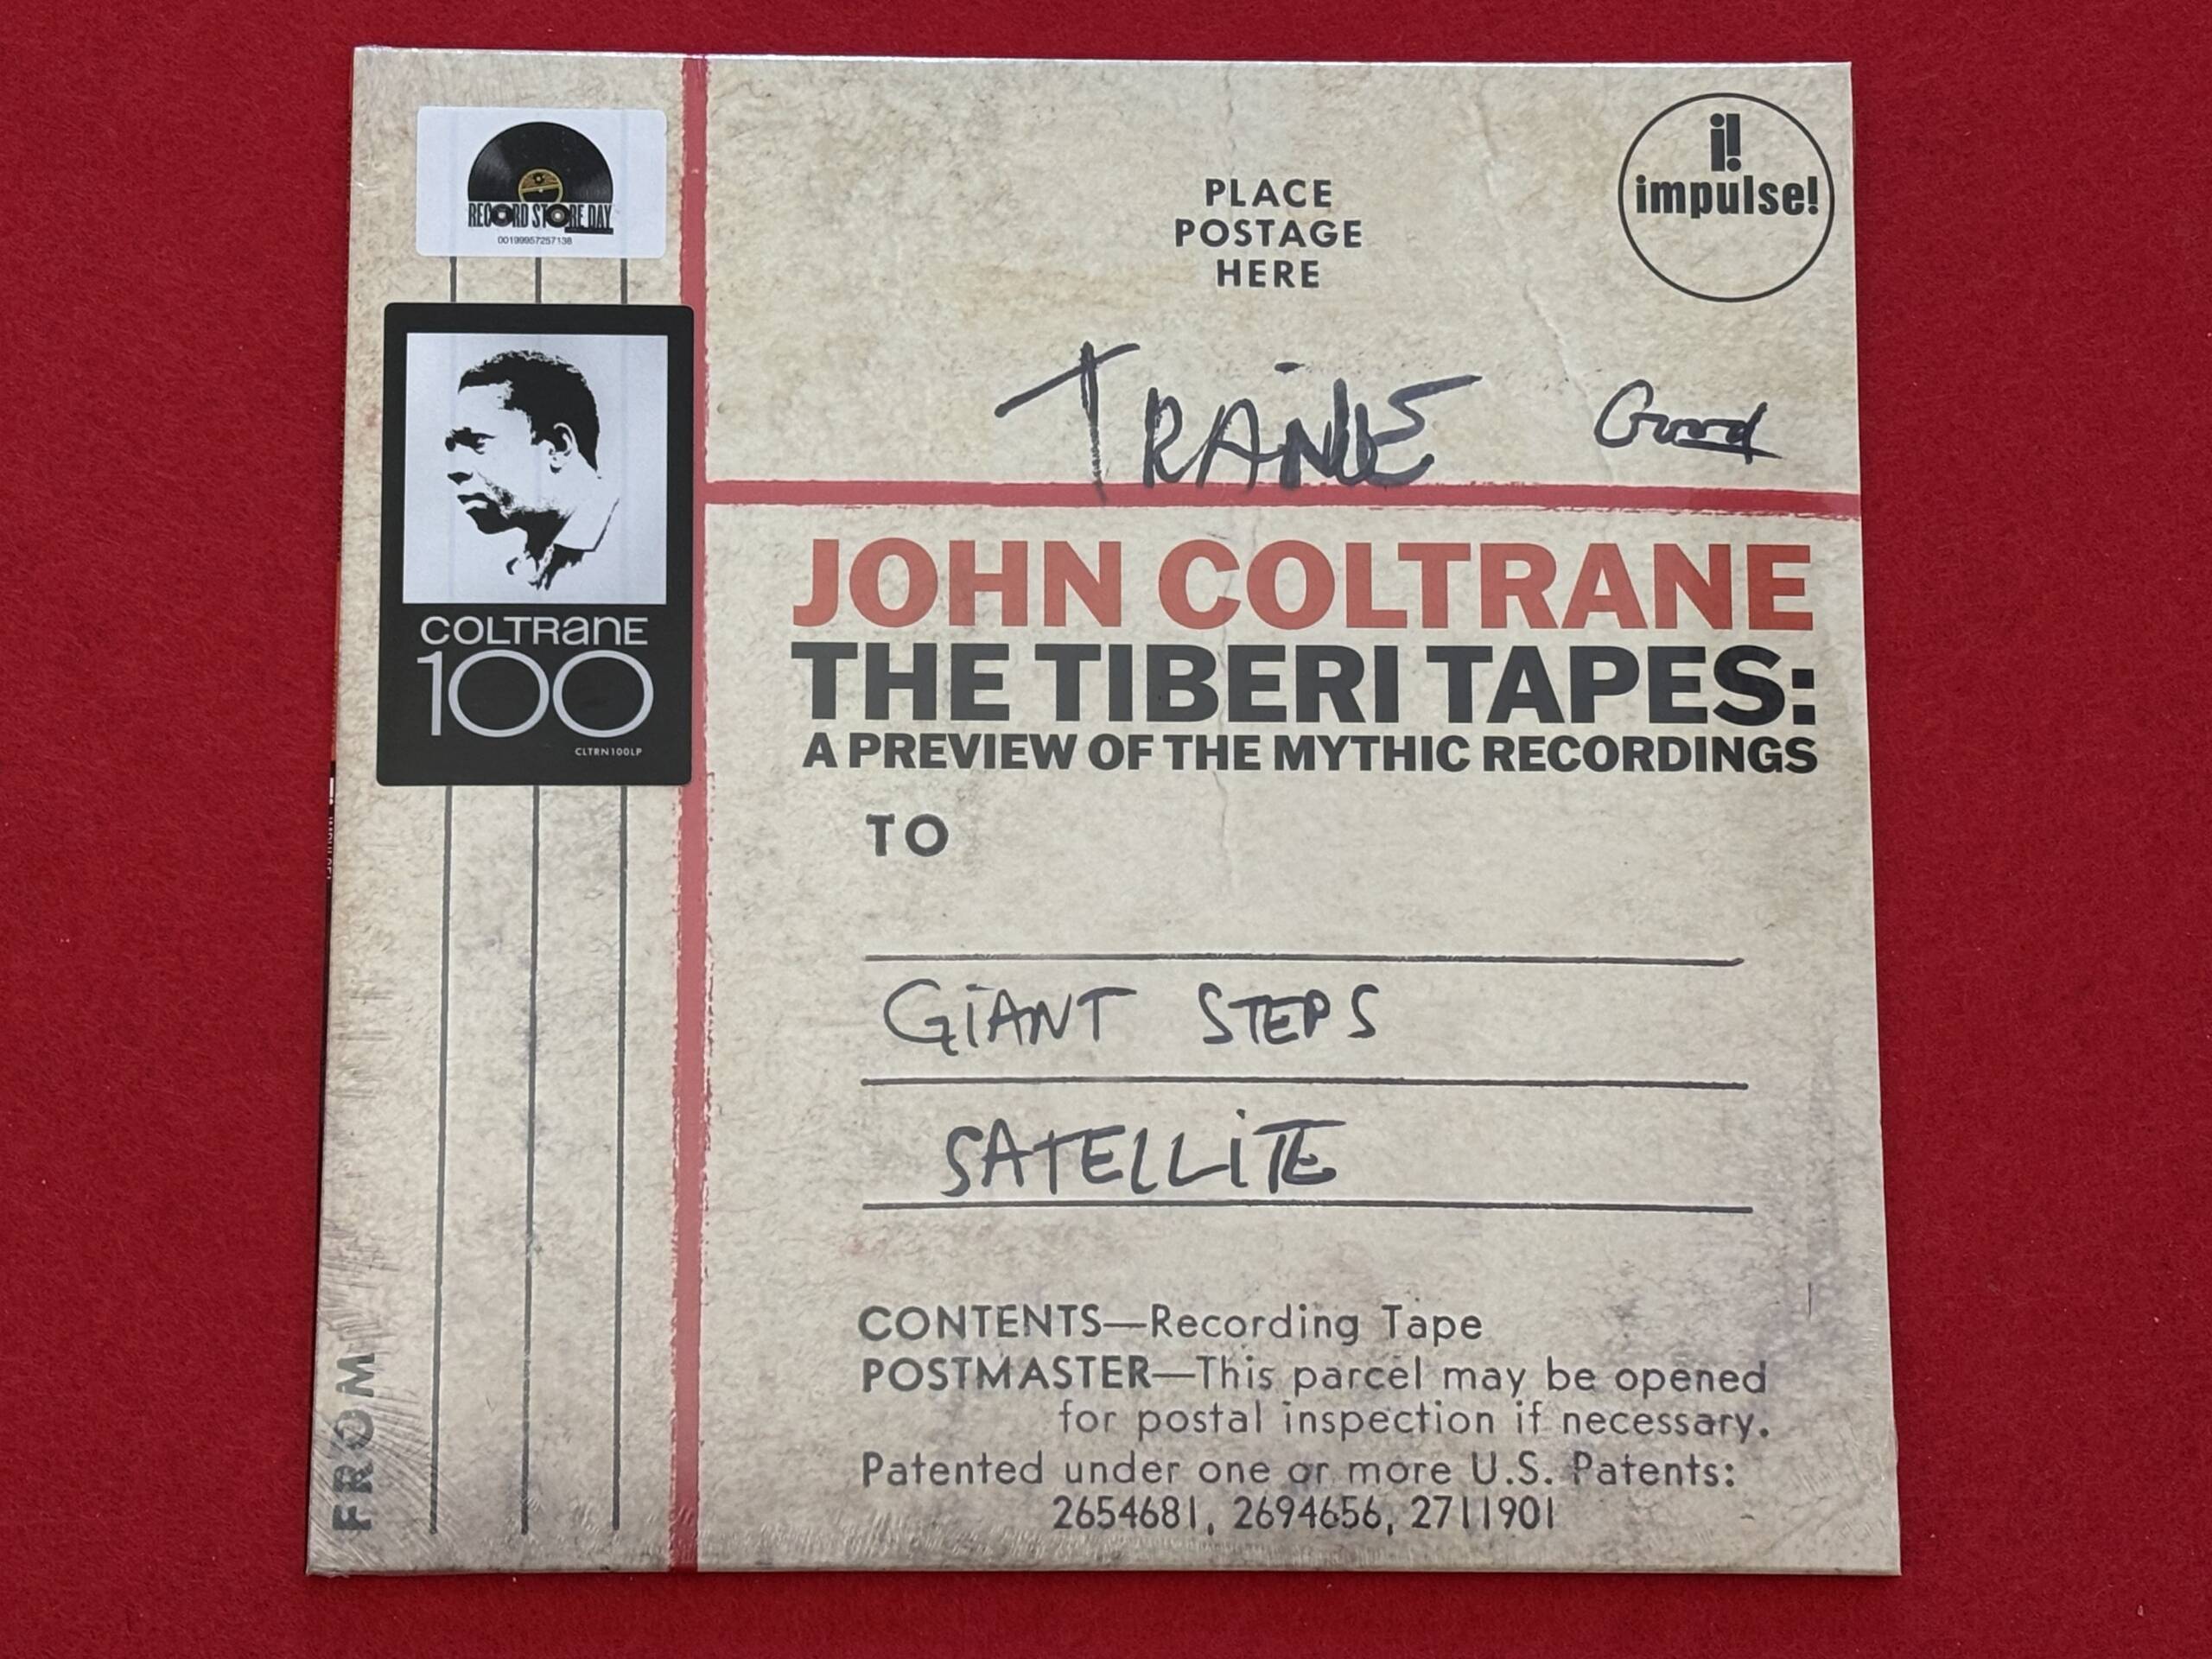 RECORD STORE DAY
00199957257138
COLTRANE
100
CLTRN100LP
PLACE
POSTAGE
HERE
i!
impulse!
TRANE Good
JOHN COLTRANE
THE TIBERI TAPES:
A PREVIEW OF THE MYTHIC RECORDINGS
TO
GiANT STEPS
SATELLiTE
CONTENTS—Recording Tape
POSTMASTER—This parcel may be opened
for postal inspection if necessary.
Patented under one or more U.S. Patents:
2654681, 2694656, 2711901
FROM